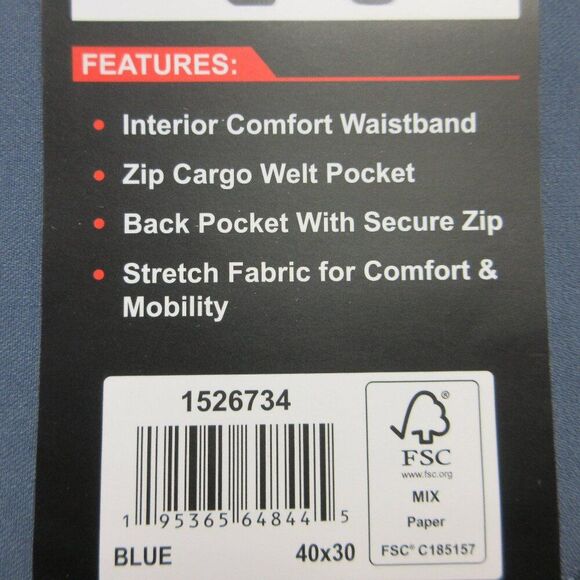 FEATURES:
• Interior Comfort Waistband
• Zip Cargo Welt Pocket
• Back Pocket With Secure Zip
• Stretch Fabric for Comfort &
Mobility
1526734
1 95365 64844 5
BLUE 40x30
®
FSC
www.fsc.org
MIX
Paper
FSC® C185157